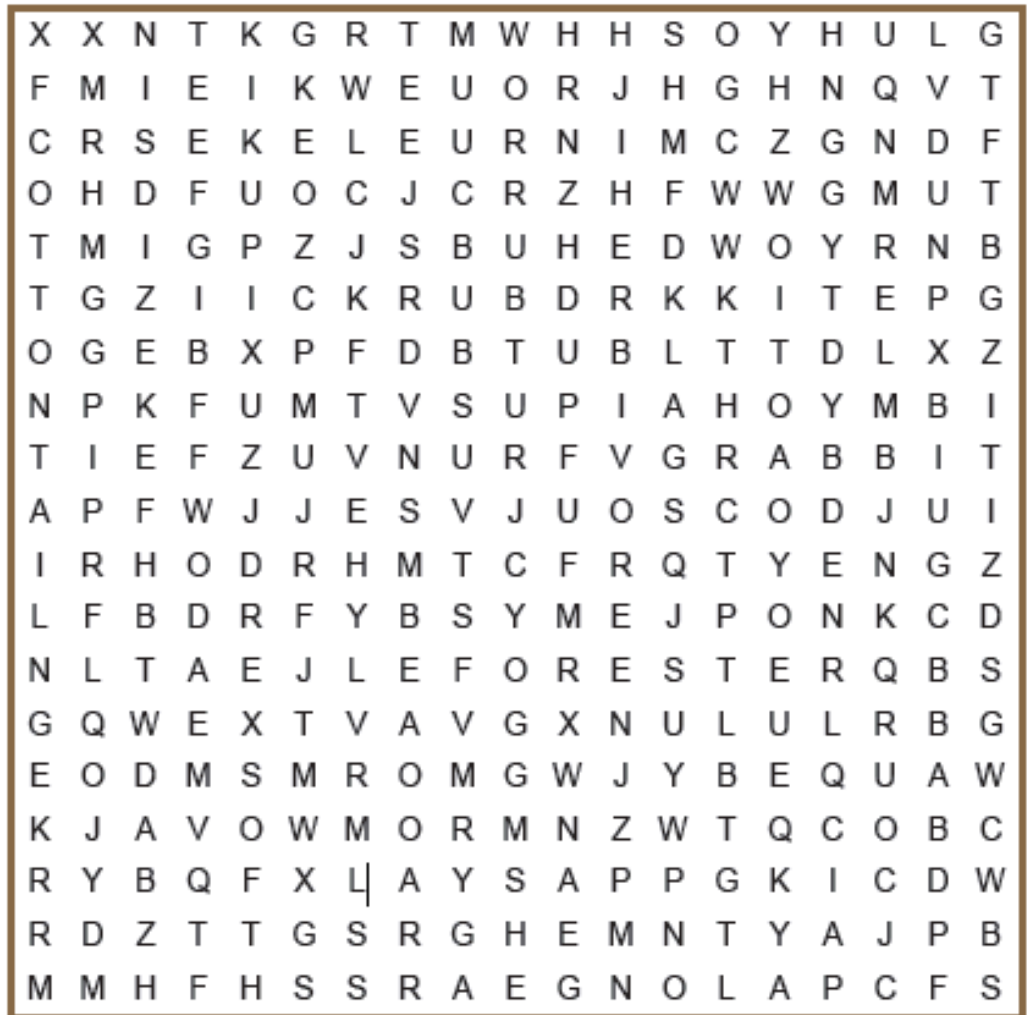 X X N T K G R T M W H H S O Y H U L G
F M I E I K W E U O R J H G H N Q V T
C R S E K E L E U R N I M C Z G N D F
O H D F U O C J C R Z H F W W G M U T
T M I G P Z J S B U H E D W O Y R N B
T G Z I I C K R U B D R K K I T E P G
O G E B X P F D B T U B L T T D L X Z
N P K F U M T V S U P I A H O Y M B I
T I E F Z U V N U R F V G R A B B I T
A P F W J J E S V J U O S C O D J U I
I R H O D R H M T C F R Q T Y E N G Z
L F B D R F Y B S Y M E J P O N K C D
N L T A E J L E F O R E S T E R Q B S
G Q W E X T V A V G X N U L U L R B G
E O D M S M R O M G W J Y B E Q U A W
K J A V O W M O R M N Z W T Q C O B C
R Y B Q F X L A Y S A P P G K I C D W
R D Z T T G S R G H E M N T Y A J P B
M M H F H S S R A E G N O L A P C F S